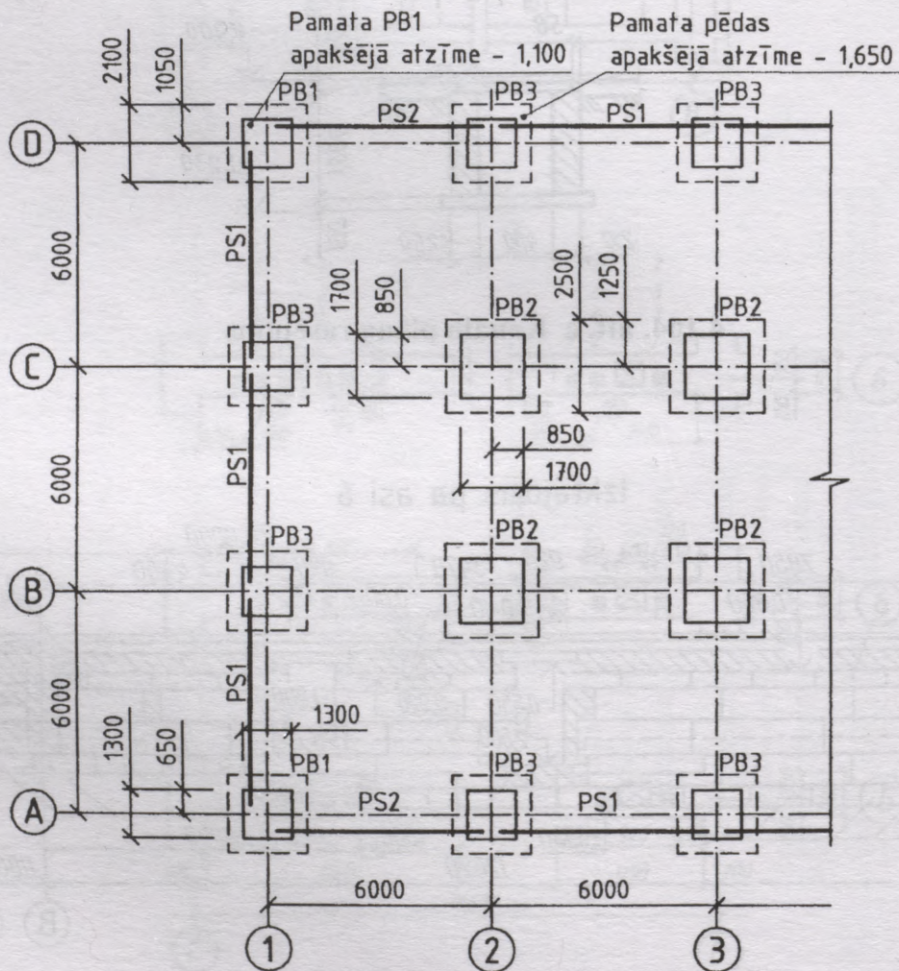 Pamata PB1
apakšējā atzīme - 1,100
Pamata pēdas
apakšējā atzīme - 1,650
2100
1050
PB1
PS2
PB3
PS1
PB3
D
6000
PS1
PB3
1700
850
PB2
2500
1250
PB2
C
6000
PS1
850
1700
PB3
PB2
PB2
B
6000
PS1
1300
1300
650
PB1
PS2
PB3
PS1
PB3
A
6000
6000
1
2
3